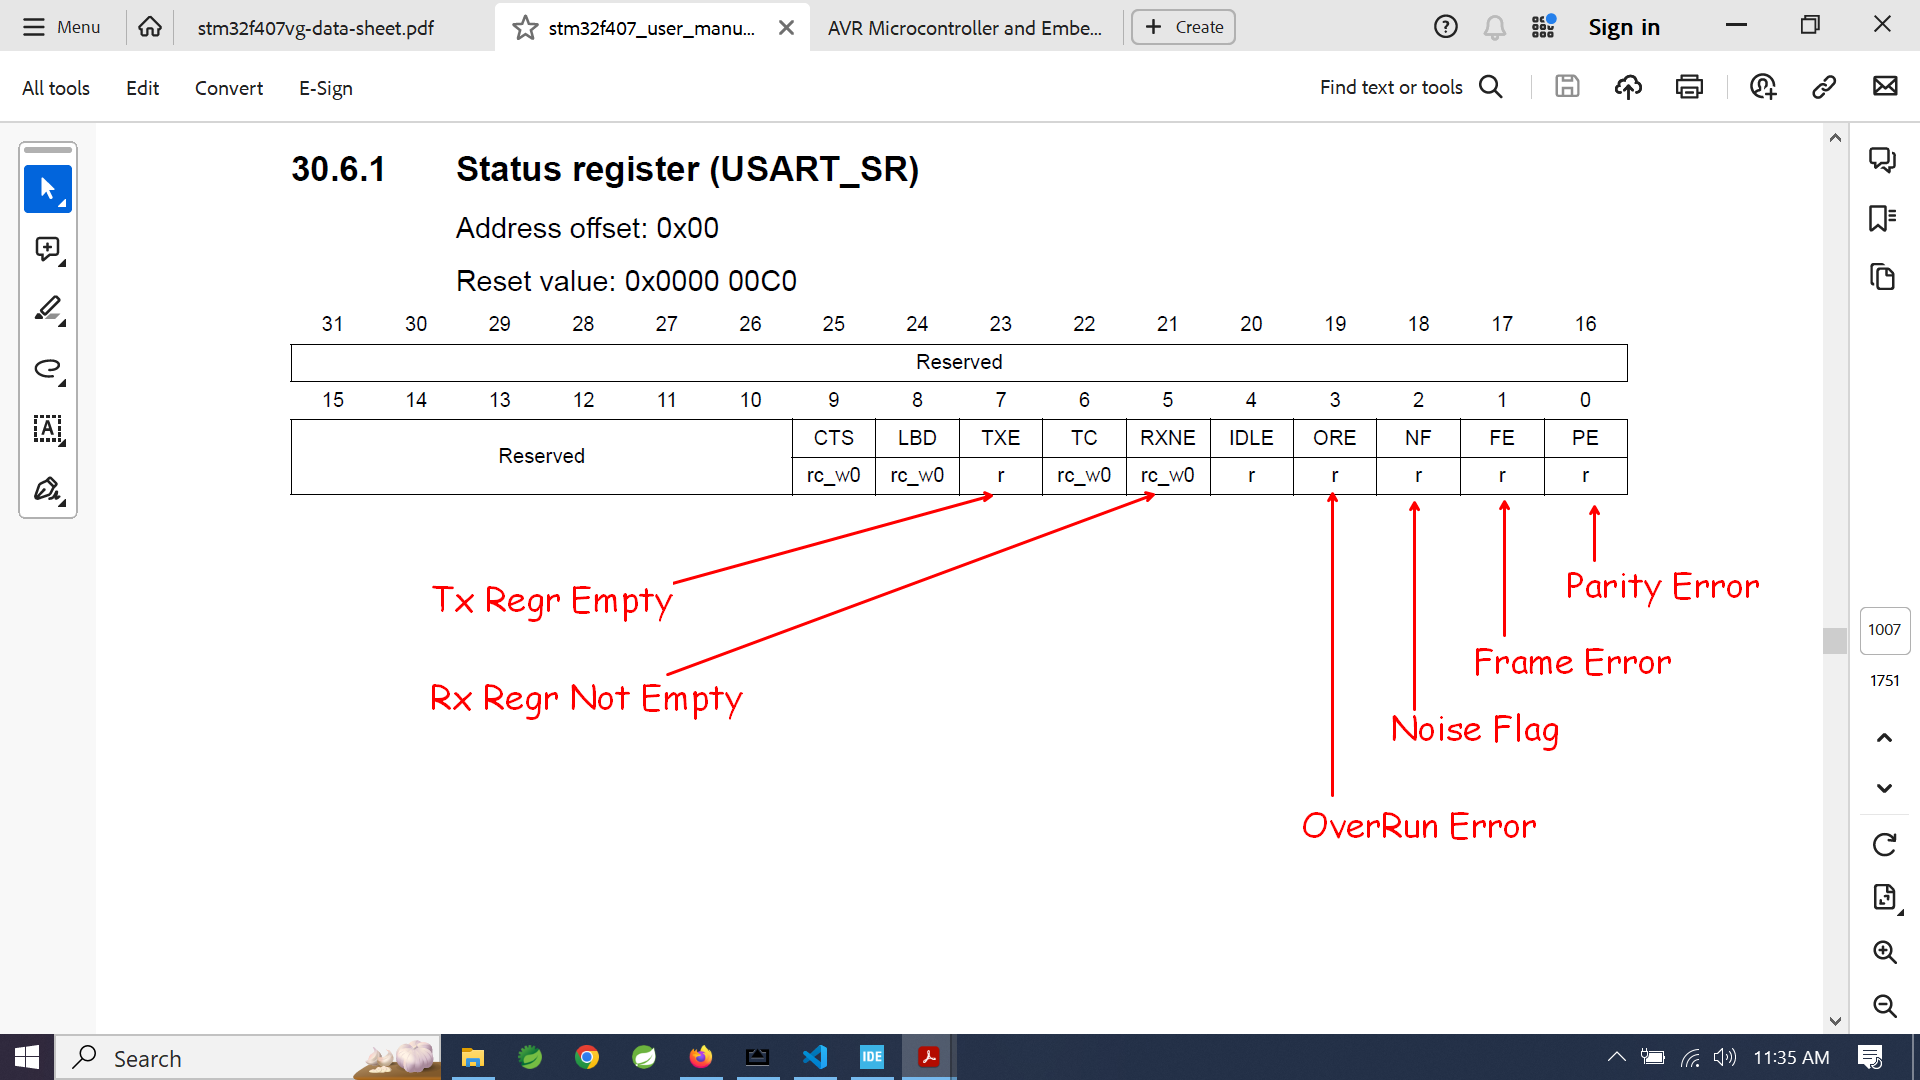 Menu
stm32f407vg-data-sheet.pdf
stm32f407_user_manu...
AVR Microcontroller and Embe...
Create
Sign in
All tools
Edit
Convert
E-Sign
Find text or tools
30.6.1 Status register (USART_SR)
Address offset: 0x00
Reset value: 0x0000 00C0
31 30 29 28 27 26 25 24 23 22 21 20 19 18 17 16
Reserved
15 14 13 12 11 10 9 8 7 6 5 4 3 2 1 0
Reserved
CTS LBD TXE TC RXNE IDLE ORE NF FE PE
rc_w0 rc_w0 r rc_w0 rc_w0 r r r r r
Tx Regr Empty
Parity Error
Frame Error
Rx Regr Not Empty
Noise Flag
OverRun Error
1007
1751
Search
IDE
11:35 AM